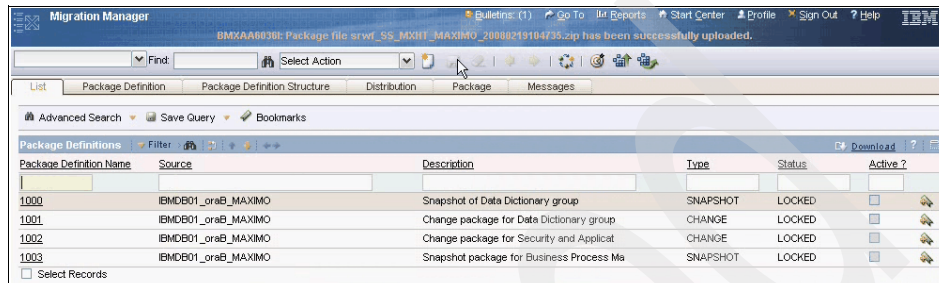 Migration Manager Bulletins: (1) Go To Reports Start Center Profile Sign Out Help IBM
BMXAA6036I: Package file srwf_SS_MXHT_MAXIMO_20080219104735.zip has been successfully uploaded.
Find: Select Action
List Package Definition Package Definition Structure Distribution Package Messages
Advanced Search Save Query Bookmarks
Package Definitions Filter Download ?
Package Definition Name Source Description Type Status Active ?
1000 IBMDB01_oraB_MAXIMO Snapshot of Data Dictionary group SNAPSHOT LOCKED
1001 IBMDB01_oraB_MAXIMO Change package for Data Dictionary group CHANGE LOCKED
1002 IBMDB01_oraB_MAXIMO Change package for Security and Applicat CHANGE LOCKED
1003 IBMDB01_oraB_MAXIMO Snapshot package for Business Process Ma SNAPSHOT LOCKED
Select Records